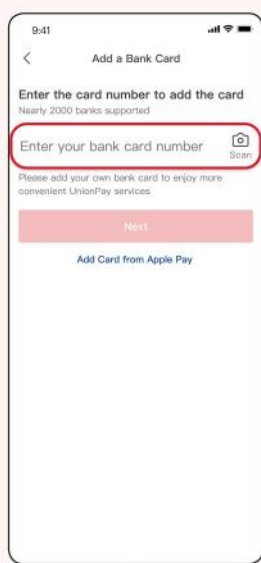 9:41
Add a Bank Card
Enter the card number to add the card
Nearly 2000 banks supported
Enter your bank card number
Scan
Please add your own bank card to enjoy more
convenient UnionPay services
Next
Add Card from Apple Pay